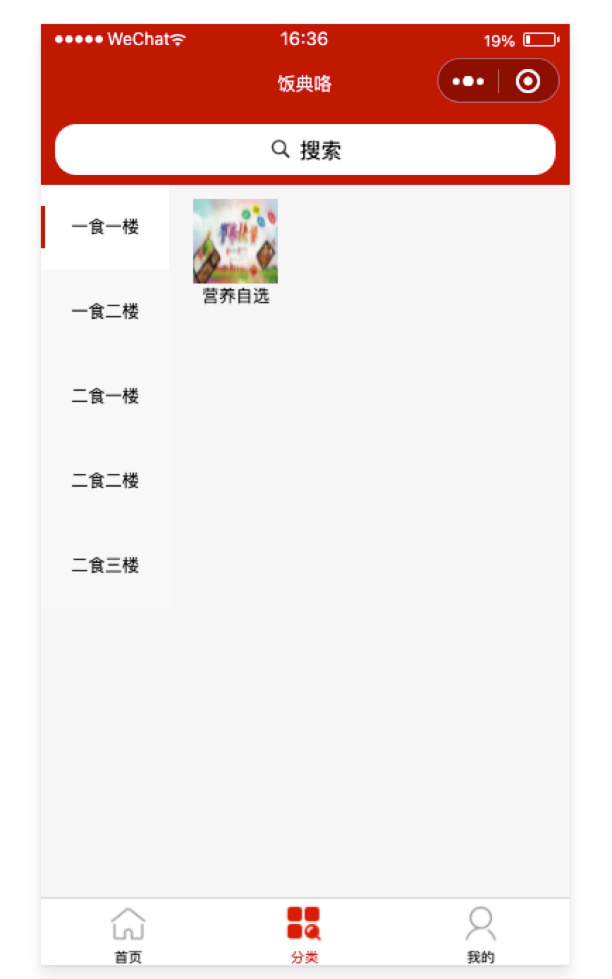 WeChat 16:36 19%
饭典咯
搜索
一食一楼
营养自选
一食二楼
二食一楼
二食二楼
二食三楼
首页 分类 我的